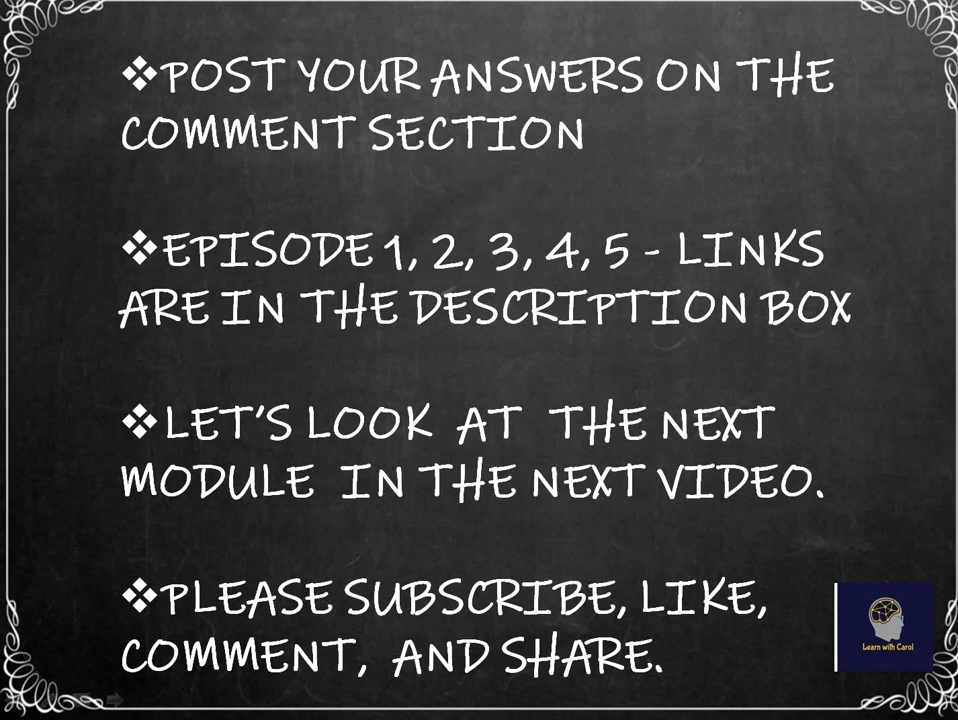 ❖POST YOUR ANSWERS ON THE
COMMENT SECTION
❖EPISODE 1, 2, 3, 4, 5 - LINKS
ARE IN THE DESCRIPTION BOX
❖LET'S LOOK AT THE NEXT
MODULE IN THE NEXT VIDEO.
❖PLEASE SUBSCRIBE, LIKE,
COMMENT, AND SHARE.
Learn with Carol